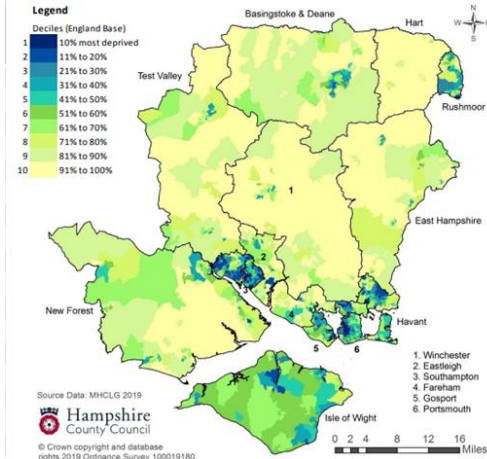 Legend
Deciles (England Base)
1 10% most deprived
2 11% to 20%
3 21% to 30%
4 31% to 40%
5 41% to 50%
6 51% to 60%
7 61% to 70%
8 71% to 80%
9 81% to 90%
10 91% to 100%
Basingstoke & Deane
Hart
N
W E
S
Test Valley
Rushmoor
1
East Hampshire
2
3
New Forest
4
Havant
5 6
1. Winchester
2. Eastleigh
3. Southampton
4. Fareham
5. Gosport
6. Portsmouth
Source Data: MHCLG 2019
Hampshire
County Council
Isle of Wight
© Crown copyright and database
rights 2019 Ordnance Survey 100019180
0 2 4 8 12 16
Miles